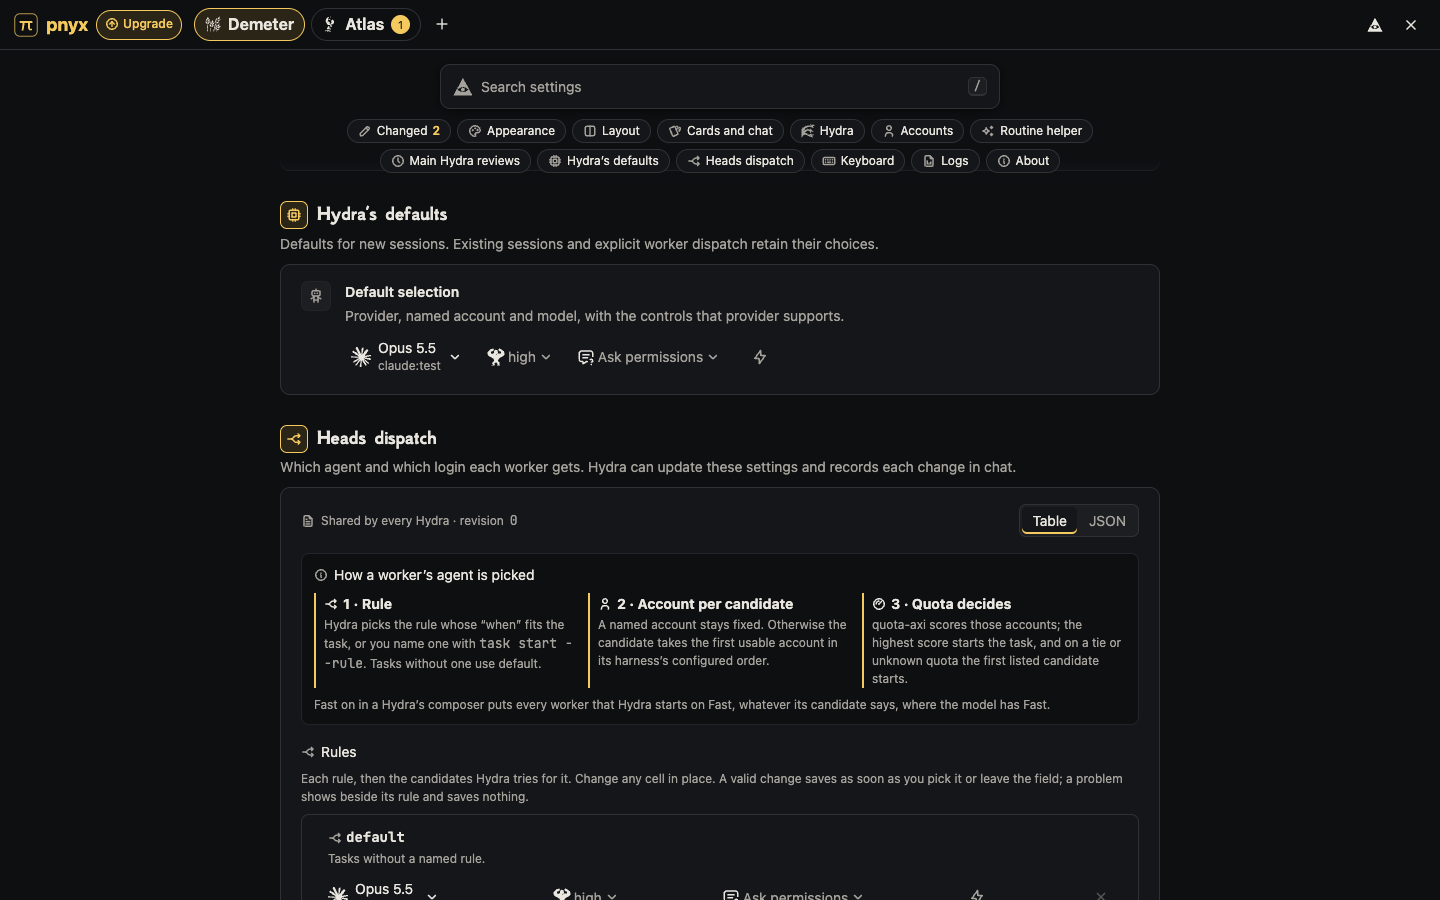 π pnyx Upgrade Demeter Atlas 1 +
Search settings /
Changed 2 Appearance Layout Cards and chat Hydra Accounts Routine helper
Main Hydra reviews Hydra's defaults Heads dispatch Keyboard Logs About
Hydra's defaults
Defaults for new sessions. Existing sessions and explicit worker dispatch retain their choices.
Default selection
Provider, named account and model, with the controls that provider supports.
Opus 5.5
claude:test
high
Ask permissions
Heads dispatch
Which agent and which login each worker gets. Hydra can update these settings and records each change in chat.
Shared by every Hydra · revision 0
Table JSON
How a worker's agent is picked
1 · Rule
Hydra picks the rule whose “when” fits the
task, or you name one with task start -
-rule. Tasks without one use default.
2 · Account per candidate
A named account stays fixed. Otherwise the
candidate takes the first usable account in
its harness's configured order.
3 · Quota decides
quota-axi scores those accounts; the
highest score starts the task, and on a tie or
unknown quota the first listed candidate
starts.
Fast on in a Hydra's composer puts every worker that Hydra starts on Fast, whatever its candidate says, where the model has Fast.
Rules
Each rule, then the candidates Hydra tries for it. Change any cell in place. A valid change saves as soon as you pick it or leave the field; a problem
shows beside its rule and saves nothing.
default
Tasks without a named rule.
Opus 5.5
high
Ask permissions